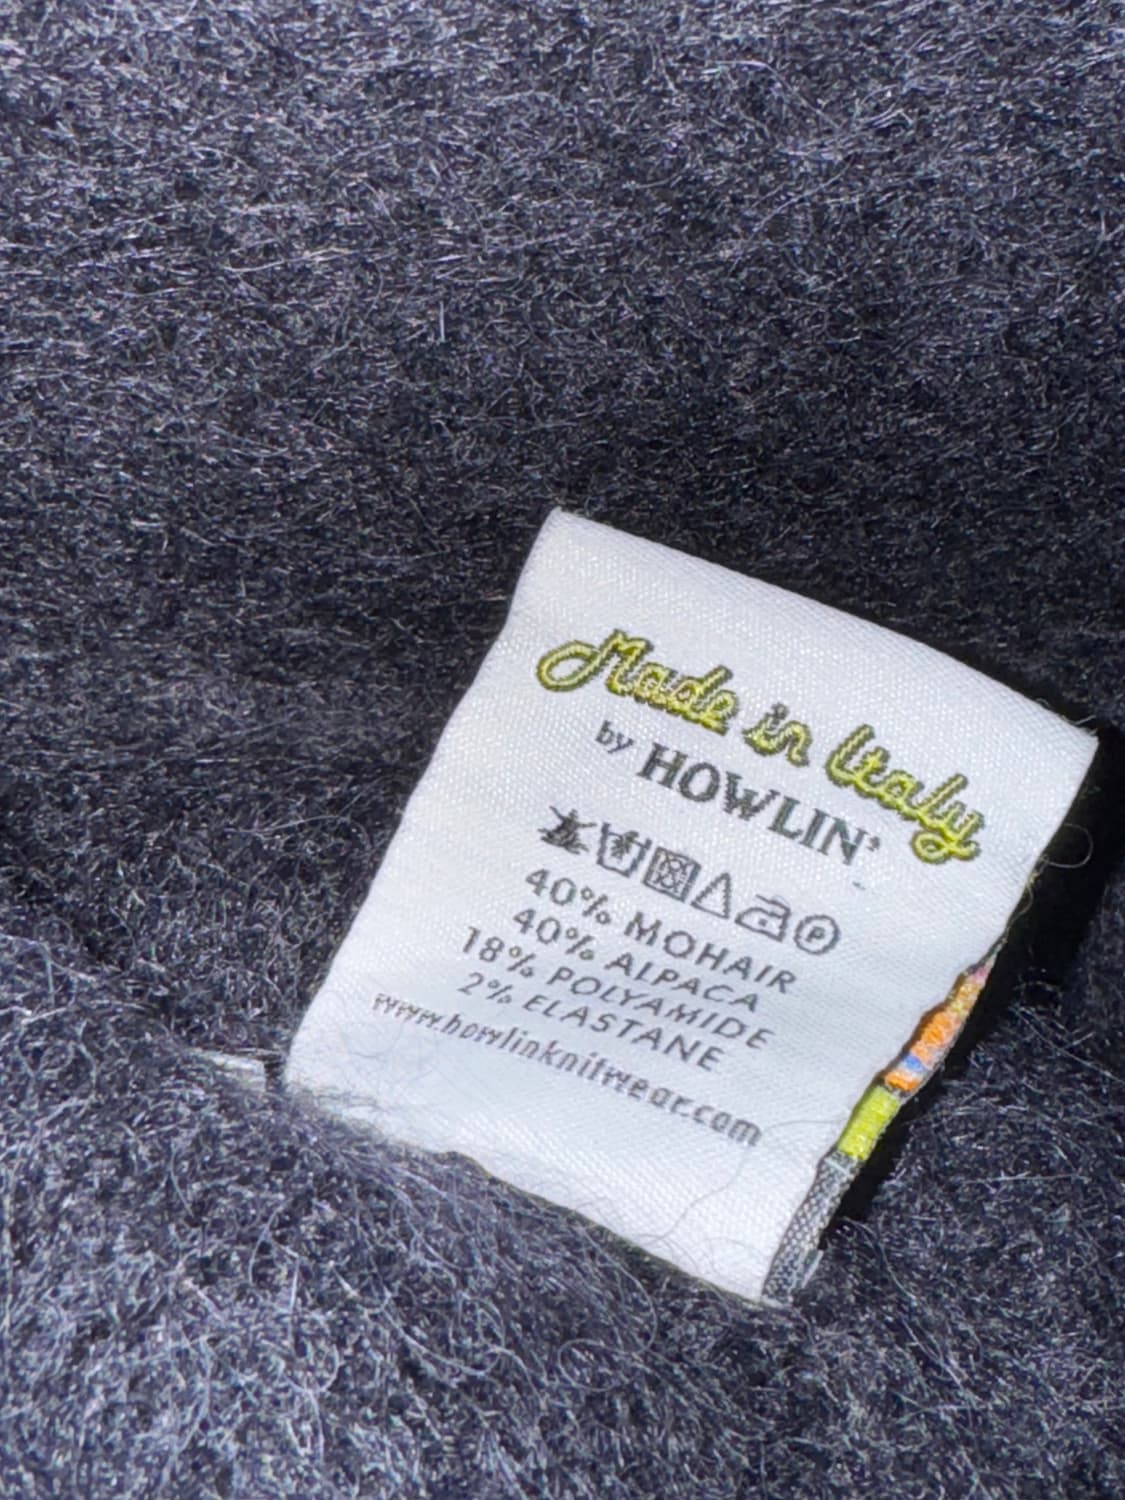 Made in Italy
by HOWLIN'
P
40% MOHAIR
40% ALPACA
18% POLYAMIDE
2% ELASTANE
www.howlinknitwear.com